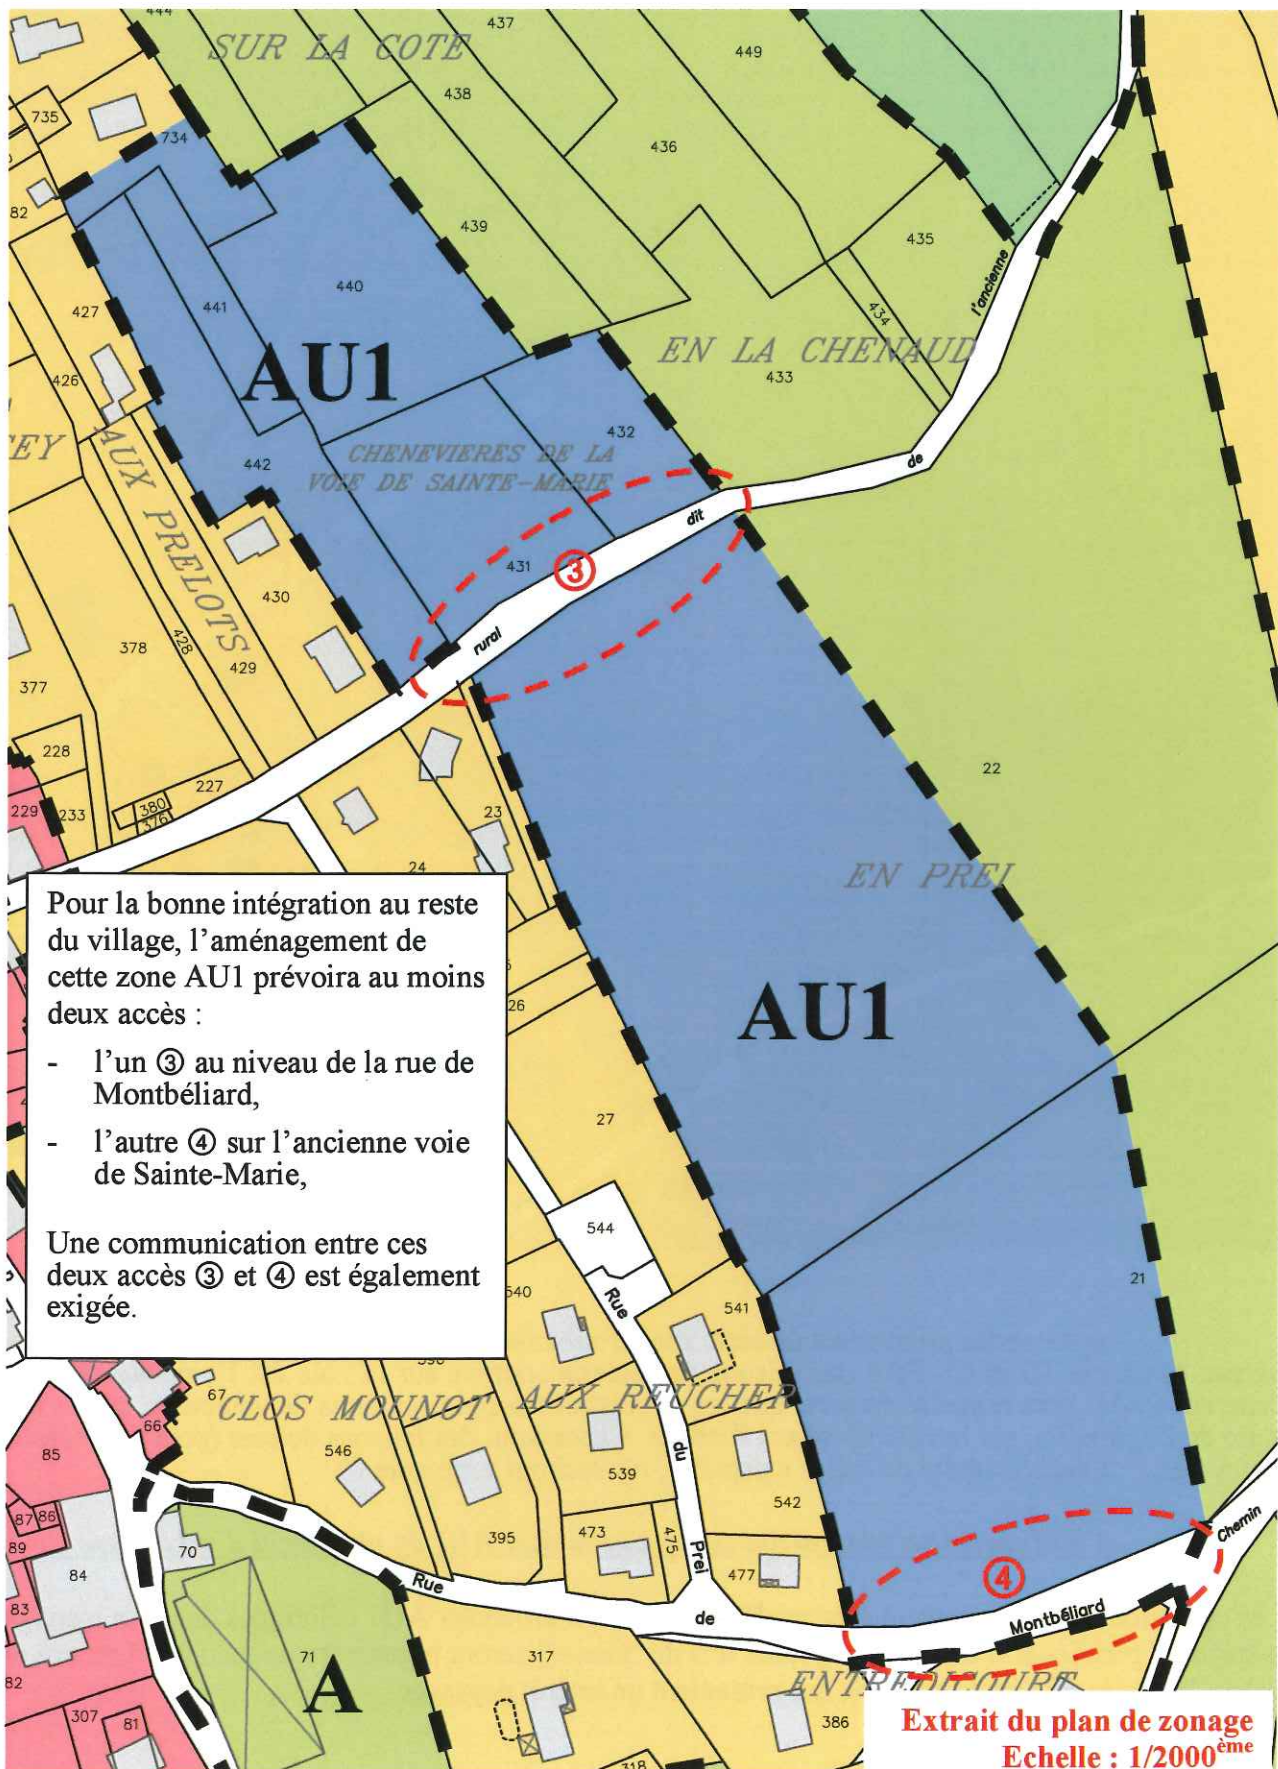 444
437
SUR LA COTE
449
438
735
734
436
82
439
435
440
l'ancienne
427
441
434
AU1
EN LA CHENAUD
433
426
432
EY
AUX PRELOTS
CHENEVIERES DE LA
VOIE DE SAINTE-MARIE
442
de
dit
431
③
430
rural
378
428
429
377
228
22
227
229
233
380
376
23
24
EN PREI
Pour la bonne intégration au reste
du village, l'aménagement de
cette zone AU1 prévoira au moins
deux accès :
- l'un ③ au niveau de la rue de
Montbéliard,
- l'autre ④ sur l'ancienne voie
de Sainte-Marie,
Une communication entre ces
deux accès ③ et ④ est également
exigée.
26
AU1
27
544
21
540
Rue
541
67
CLOS MOUNOT
AUX REUCHER
66
85
546
du
539
542
87
86
395
473
475
Chemin
89
70
84
Rue
Prei
477
④
83
de
Montbéliard
71
317
82
A
ENTREDICOURT
307
81
386
318
Extrait du plan de zonage
Echelle : 1/2000ème